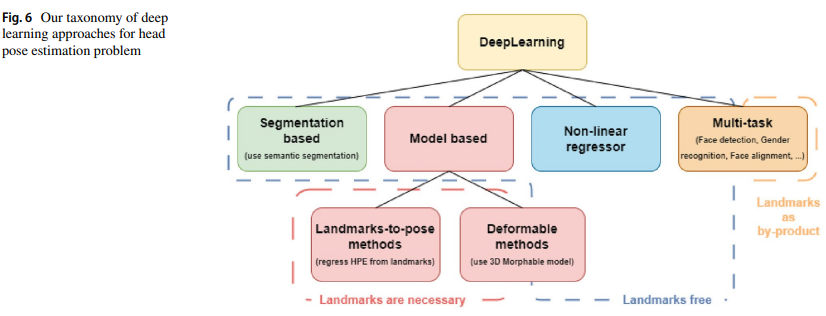 Fig. 6 Our taxonomy of deep
learning approaches for head
pose estimation problem
DeepLearning
Segmentation
based
(use semantic segmentation)
Model based
Non-linear
regressor
Multi-task
(Face detection, Gender
recognition, Face alignment, ...)
Landmarks-to-pose
methods
(regress HPE from landmarks)
Deformable
methods
(use 3D Morphable model)
Landmarks
as
by-product
Landmarks are necessary
Landmarks free